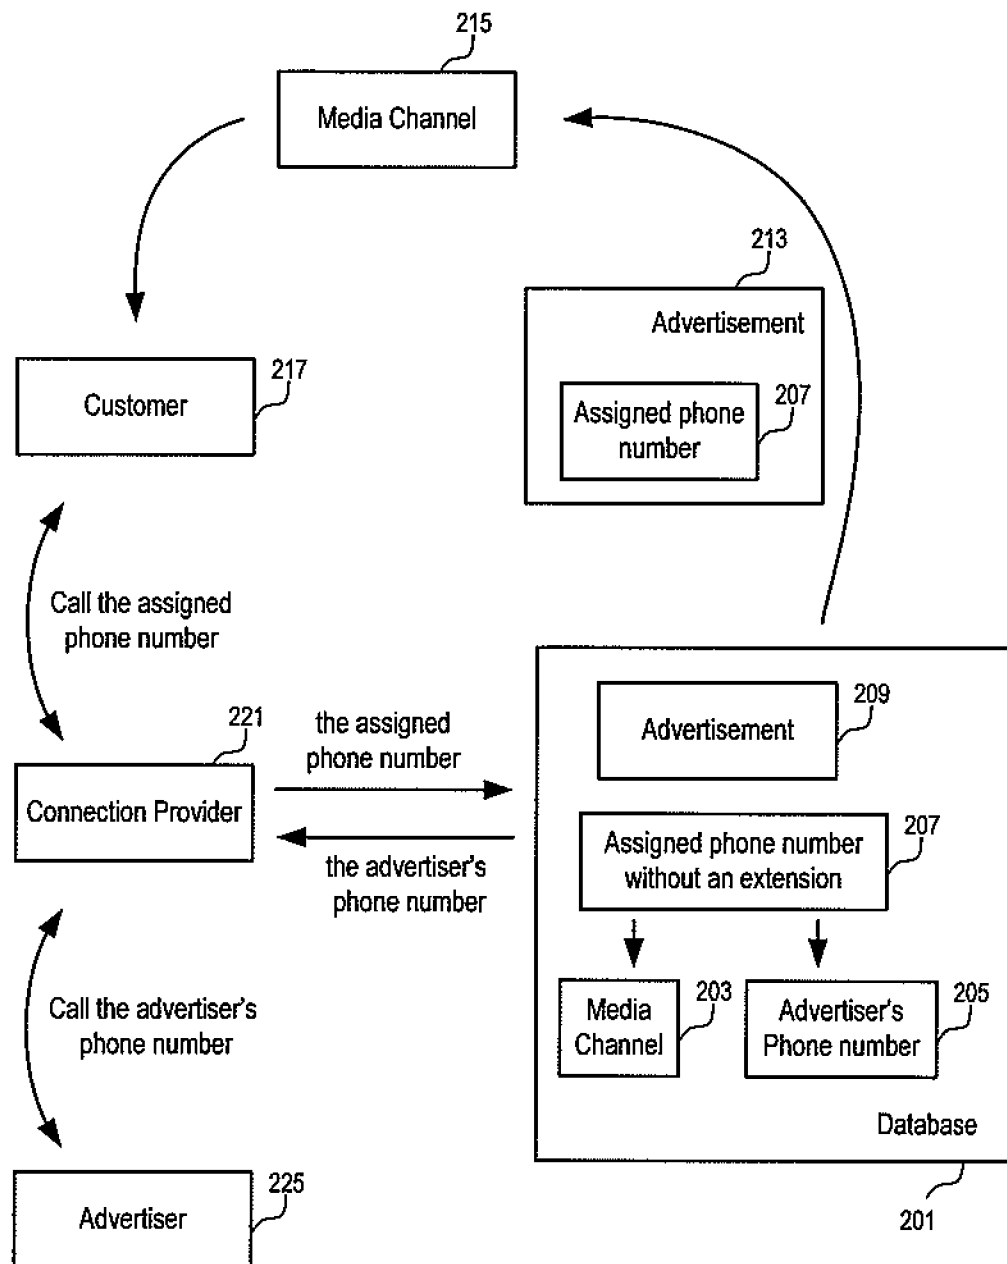 215
Media Channel
213
Advertisement
207
Assigned phone
number
217
Customer
Call the assigned
phone number
221
Connection Provider
the assigned
phone number
the advertiser's
phone number
209
Advertisement
207
Assigned phone number
without an extension
203
Media
Channel
205
Advertiser's
Phone number
Database
201
Call the advertiser's
phone number
225
Advertiser